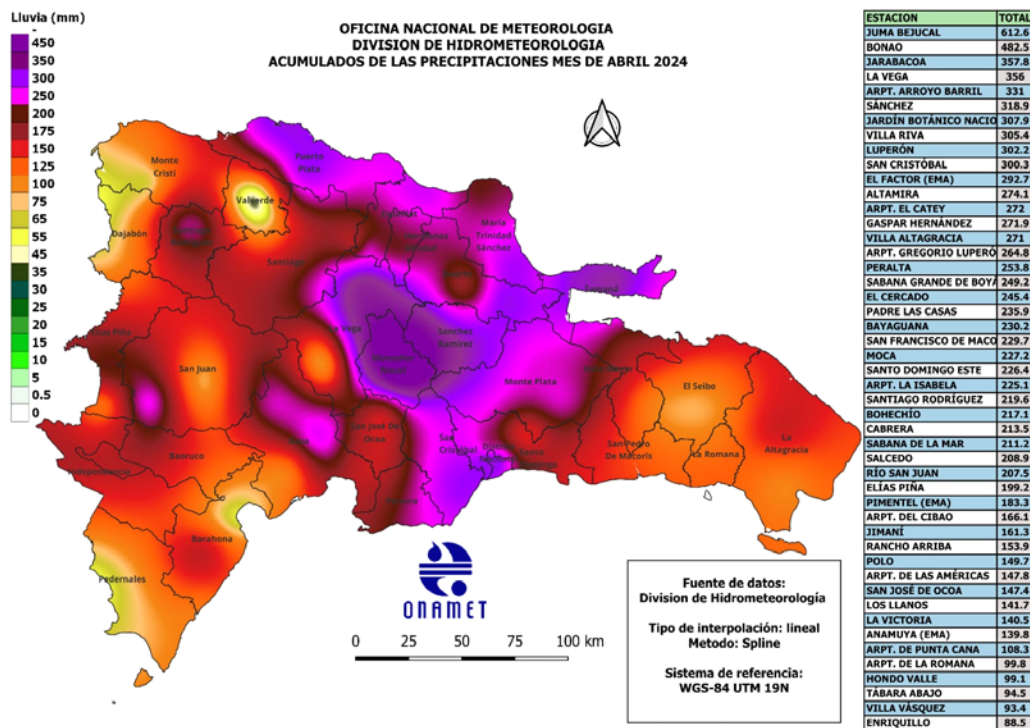 OFICINA NACIONAL DE METEOROLOGIA
DIVISION DE HIDROMETEOROLOGIA
ACUMULADOS DE LAS PRECIPITACIONES MES DE ABRIL 2024
Lluvia (mm)
450
350
300
250
200
175
125
100
75
65
55
45
35
30
25
20
15
10
5
0.5
0
Monte
Cristi
Puerto
Plata
Valverde
Dajabón
Santiago
María
Trinidad
Sánchez
Samaná
La Vega
Sanchez
Ramirez
Monseñor
Nouel
San Juan
Monte Plata
El Seibo
La
Altagracia
La Romana
San Pedro
De Macorís
Santo
Domingo
Distrito
Nacional
San
Cristóbal
San José De
Ocoa
Azua
Peravia
Baoruco
Independencia
Barahona
Pedernales
ONAMET
0 25 50 75 100 km
Fuente de datos:
Division de Hidrometeorología
Tipo de interpolación: lineal
Metodo: Spline
Sistema de referencia:
WGS-84 UTM 19N
ESTACION TOTAL
JUMA BEJUCAL 612.6
BONAO 482.5
JARABACOA 357.8
LA VEGA 356
ARPT. ARROYO BARRIL 331
SÁNCHEZ 318.9
JARDÍN BOTÁNICO NACIO 307.9
VILLA RIVA 305.4
LUPERÓN 302.2
SAN CRISTÓBAL 300.3
EL FACTOR (EMA) 292.7
ALTAMIRA 274.1
ARPT. EL CATEY 272
GASPAR HERNÁNDEZ 271.9
VILLA ALTAGRACIA 271
ARPT. GREGORIO LUPERÓ 264.8
PERALTA 253.8
SABANA GRANDE DE BOYÁ 249.2
EL CERCADO 245.4
PADRE LAS CASAS 235.9
BAYAGUANA 230.2
SAN FRANCISCO DE MACO 229.7
MOCA 227.2
SANTO DOMINGO ESTE 226.4
ARPT. LA ISABELA 225.1
SANTIAGO RODRÍGUEZ 219.6
BOHECHÍO 217.1
CABRERA 213.5
SABANA DE LA MAR 211.2
SALCEDO 208.9
RÍO SAN JUAN 207.5
ELÍAS PIÑA 199.2
PIMENTEL (EMA) 183.3
ARPT. DEL CIBAO 166.1
JIMANÍ 161.3
RANCHO ARRIBA 153.9
POLO 149.7
ARPT. DE LAS AMÉRICAS 147.8
SAN JOSÉ DE OCOA 147.4
LOS LLANOS 141.7
LA VICTORIA 140.5
ANAMUYA (EMA) 139.8
ARPT. DE PUNTA CANA 108.3
ARPT. DE LA ROMANA 99.8
HONDO VALLE 99.1
TÁBARA ABAJO 94.5
VILLA VÁSQUEZ 93.4
ENRIQUILLO 88.5